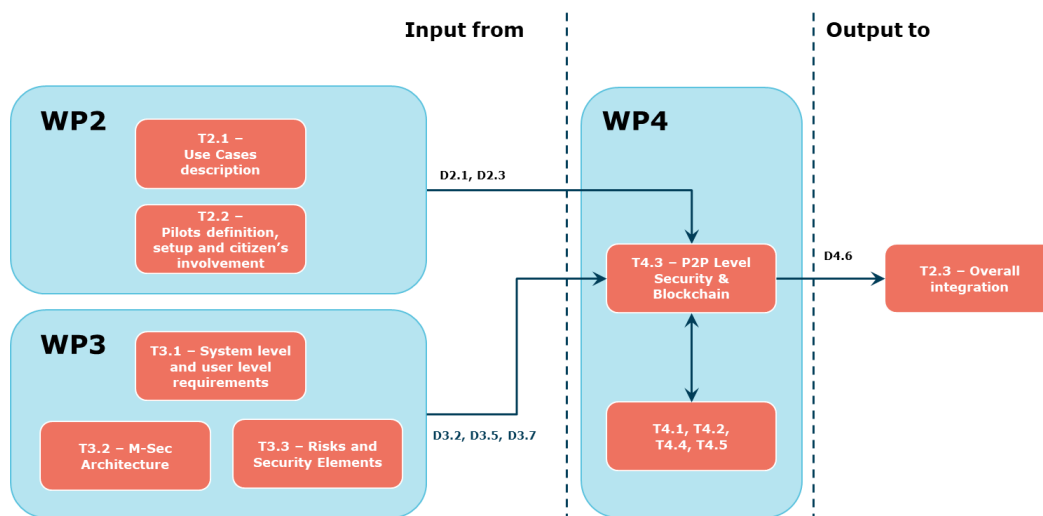 Input from
Output to
WP2
T2.1 –
Use Cases
description
T2.2 –
Pilots definition,
setup and citizen’s
involvement
D2.1, D2.3
WP3
T3.1 – System level
and user level
requirements
T3.2 – M-Sec
Architecture
T3.3 – Risks and
Security Elements
D3.2, D3.5, D3.7
WP4
T4.3 – P2P Level
Security &
Blockchain
T4.1, T4.2,
T4.4, T4.5
D4.6
T2.3 – Overall
integration